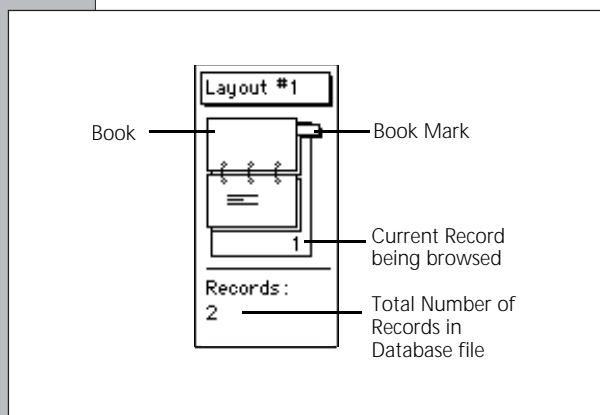 Layout #1
Book
Book Mark
1
Current Record
being browsed
Records:
2
Total Number of
Records in
Database file